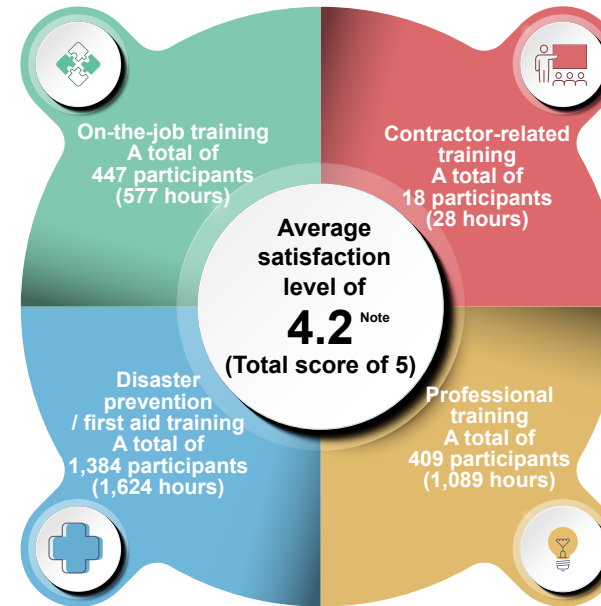 On-the-job training
A total of
447 participants
(577 hours)
Contractor-related
training
A total of
18 participants
(28 hours)
Average
satisfaction
level of
4.2 Note
(Total score of 5)
Disaster
prevention
/ first aid training
A total of
1,384 participants
(1,624 hours)
Professional
training
A total of
409 participants
(1,089 hours)